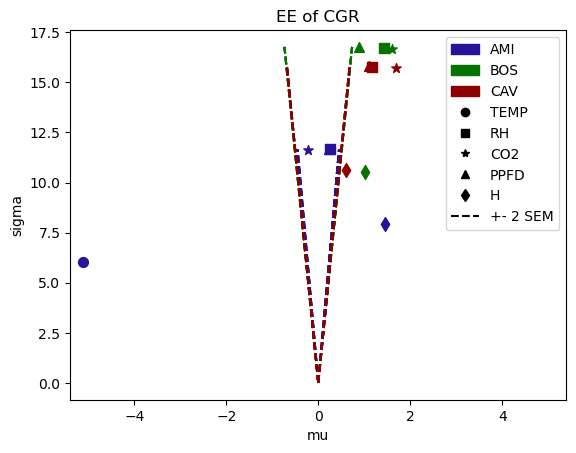 EE of CGR
sigma
17.5
15.0
12.5
10.0
7.5
5.0
2.5
0.0
−4
−2
0
2
4
mu
AMI
BOS
CAV
TEMP
RH
CO2
PPFD
H
+- 2 SEM